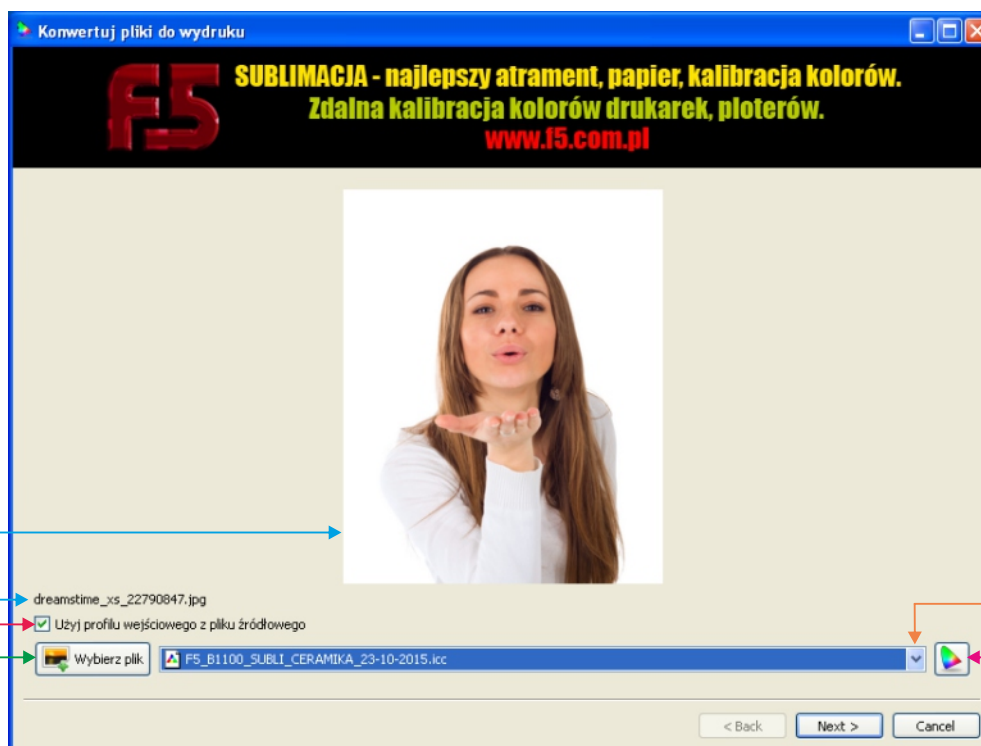 Konwertuj pliki do wydruku
F5
SUBLIMACJA - najlepszy atrament, papier, kalibracja kolorów.
Zdalna kalibracja kolorów drukarek, ploterów.
www.f5.com.pl
dreamstime_xs_22790847.jpg
Użyj profilu wejściowego z pliku źródłowego
Wybierz plik
F5_B1100_SUBLI_CERAMIKA_23-10-2015.icc
< Back
Next >
Cancel